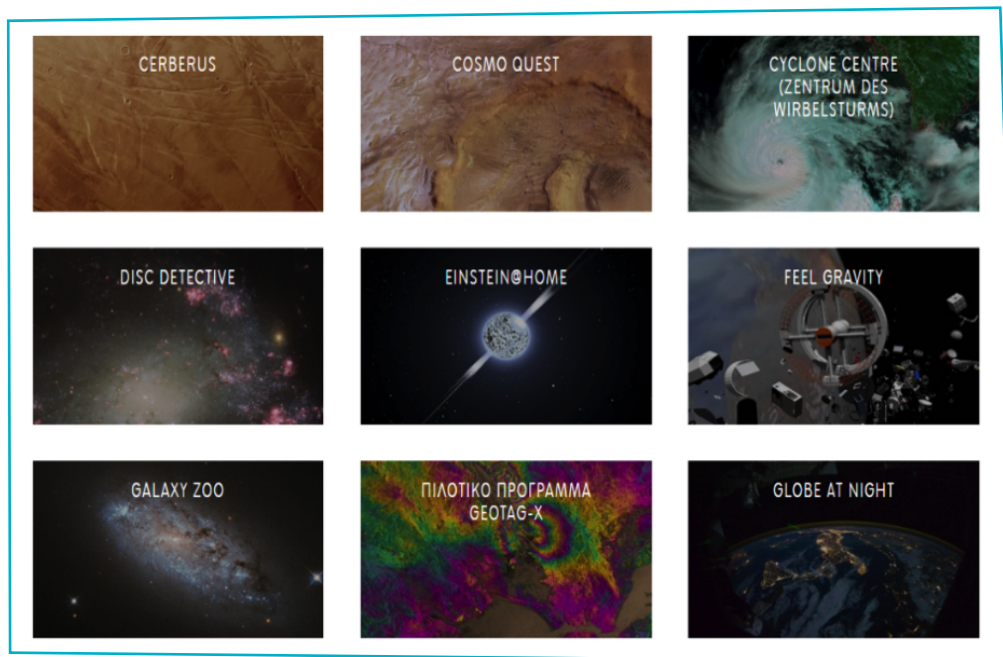 CERBERUS
COSMO QUEST
CYCLONE CENTRE
(ZENTRUM DES
WIRBELSTURMS)
DISC DETECTIVE
EINSTEIN@HOME
FEEL GRAVITY
GALAXY ZOO
ΠΙΛΟΤΙΚΟ ΠΡΟΓΡΑΜΜΑ
GEOTAG-X
GLOBE AT NIGHT